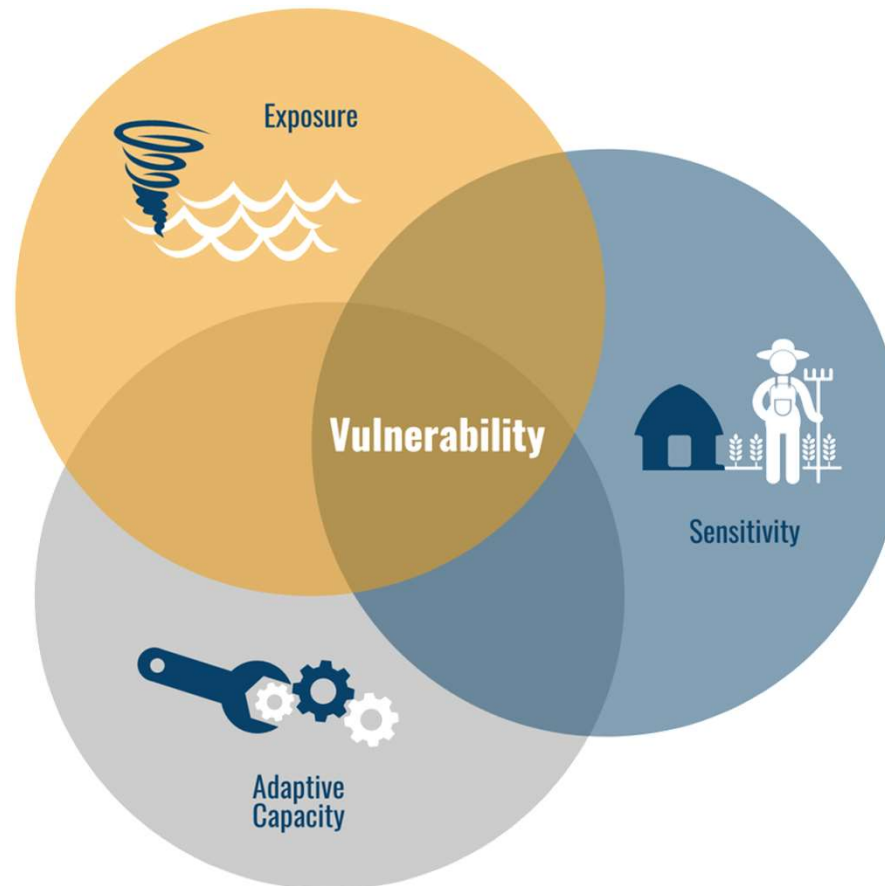 Exposure
Vulnerability
Sensitivity
Adaptive
Capacity